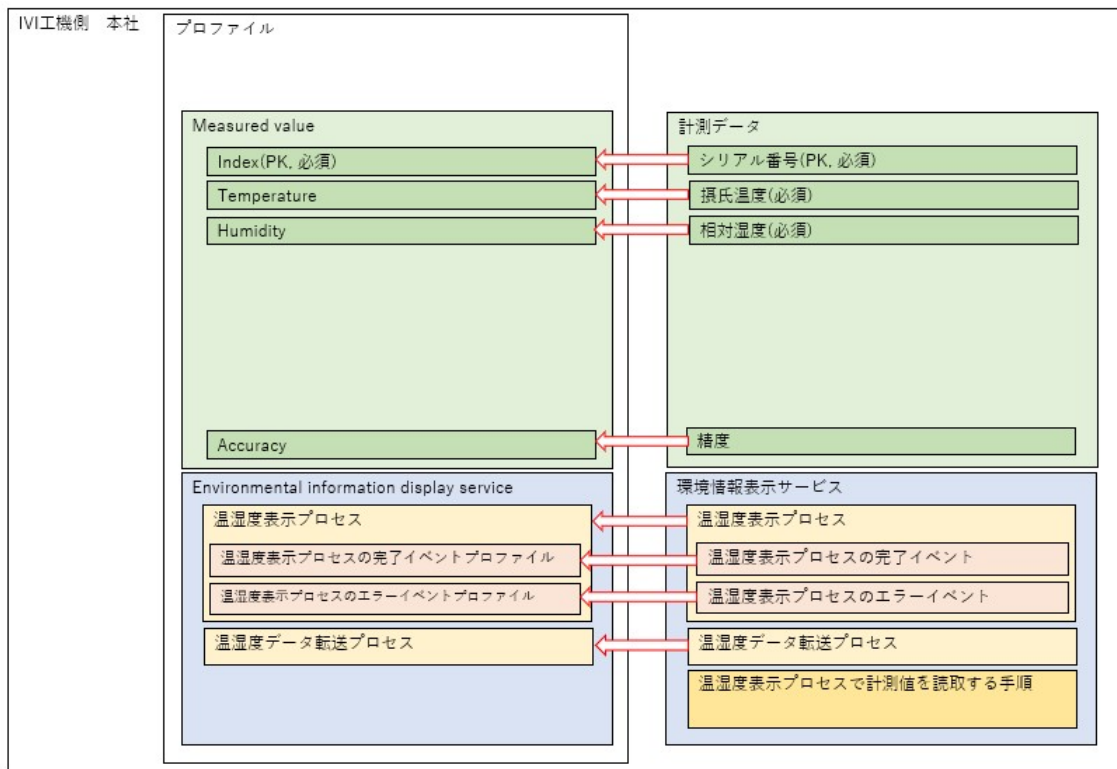 IVI工機側　本社
プロファイル
Measured value
Index(PK, 必須)
Temperature
Humidity
Accuracy
計測データ
シリアル番号(PK, 必須)
摂氏温度(必須)
相対湿度(必須)
精度
Environmental information display service
温湿度表示プロセス
温湿度表示プロセスの完了イベントプロファイル
温湿度表示プロセスのエラーイベントプロファイル
温湿度データ転送プロセス
環境情報表示サービス
温湿度表示プロセス
温湿度表示プロセスの完了イベント
温湿度表示プロセスのエラーイベント
温湿度データ転送プロセス
温湿度表示プロセスで計測値を読取する手順